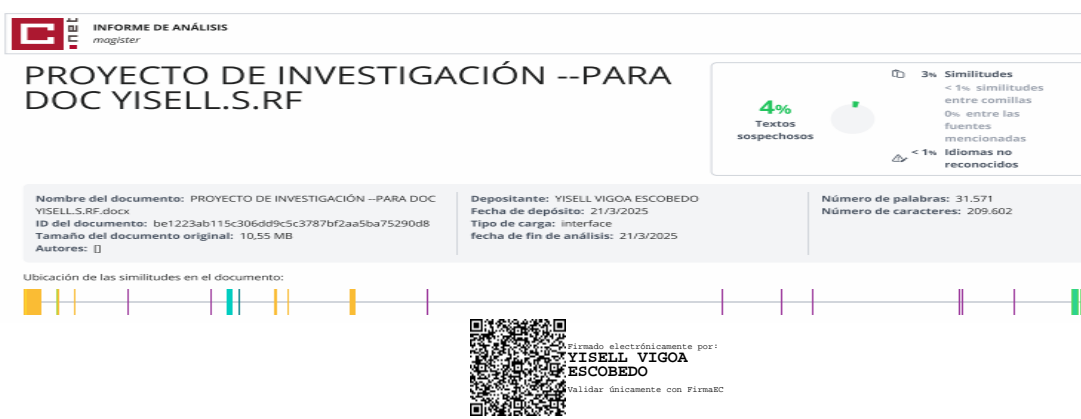 .net
INFORME DE ANÁLISIS
magister
PROYECTO DE INVESTIGACIÓN --PARA
DOC YISELL.S.RF
4%
Textos
sospechosos
3% Similitudes
< 1% similitudes
entre comillas
0% entre las
fuentes
mencionadas
< 1% Idiomas no
reconocidos
Nombre del documento: PROYECTO DE INVESTIGACIÓN --PARA DOC
YISELL.S.RF.docx
ID del documento: be1223ab115c306dd9c5c3787bf2aa5ba75290d8
Tamaño del documento original: 10,55 MB
Autores: []
Depositante: YISELL VIGOA ESCOBEDO
Fecha de depósito: 21/3/2025
Tipo de carga: interface
fecha de fin de análisis: 21/3/2025
Número de palabras: 31.571
Número de caracteres: 209.602
Ubicación de las similitudes en el documento:
Firmado electrónicamente por:
YISELL VIGOA
ESCOBEDO
Validar únicamente con FirmaEC